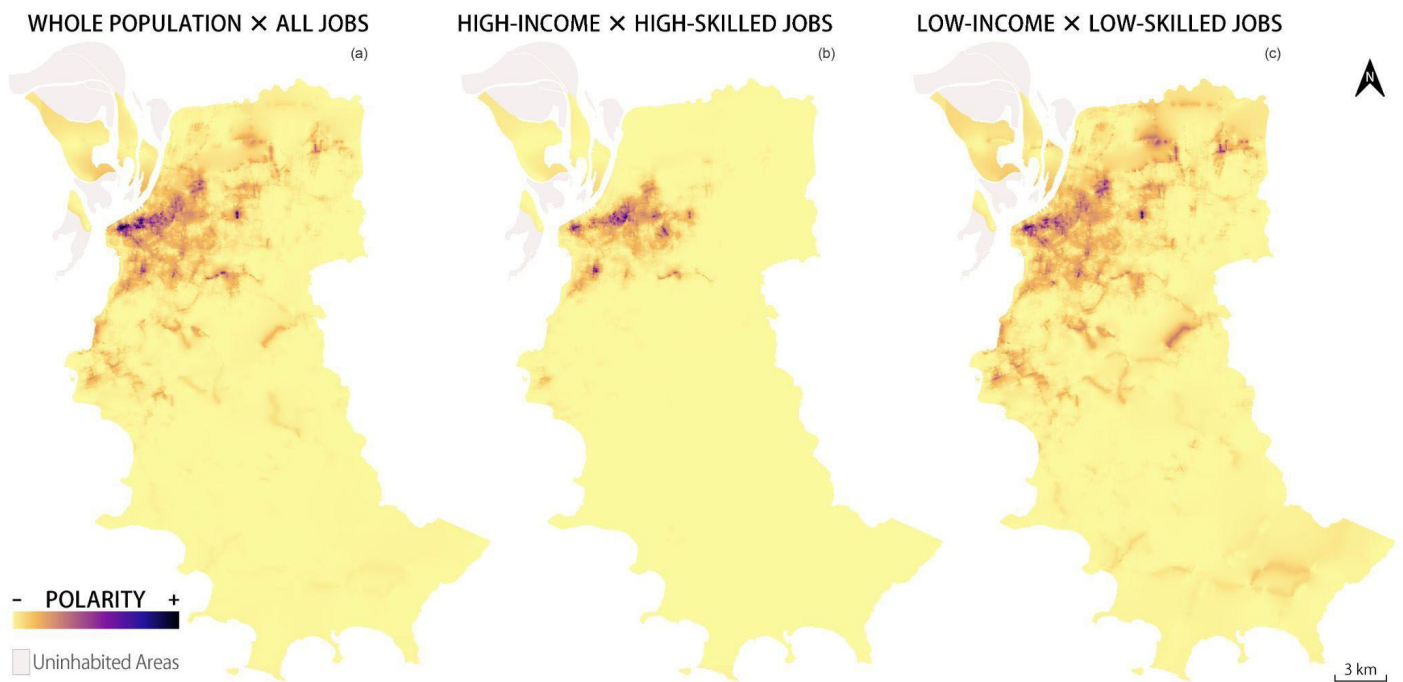 WHOLE POPULATION × ALL JOBS
(a)
HIGH-INCOME × HIGH-SKILLED JOBS
(b)
LOW-INCOME × LOW-SKILLED JOBS
(c)
N
- POLARITY +
Uninhabited Areas
3 km